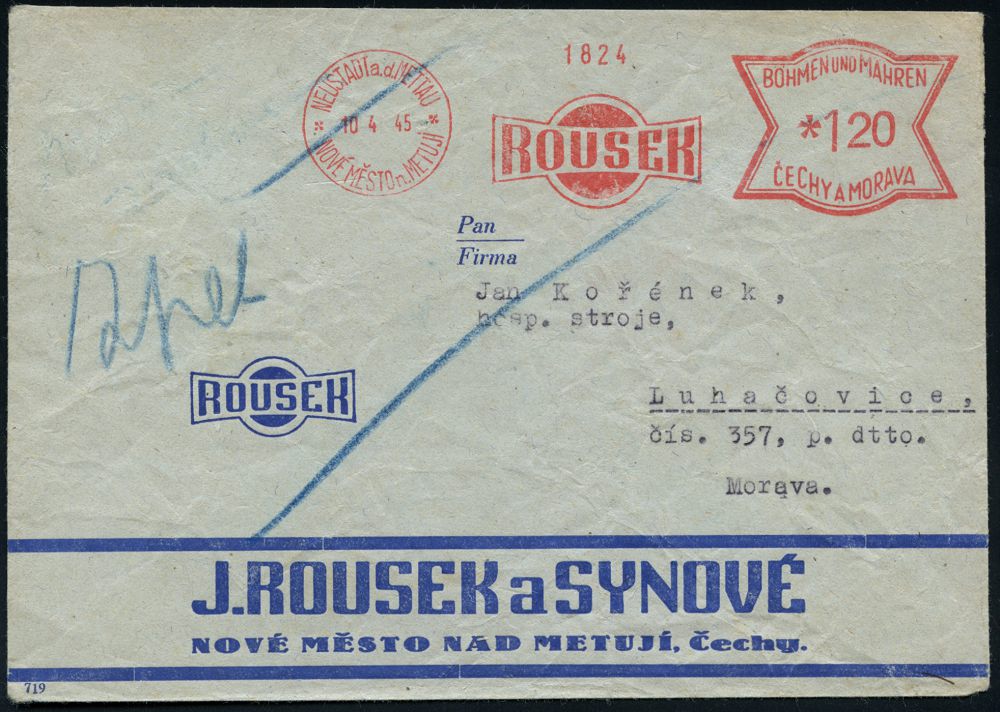 1824
NEUSTADT a.d. METTAU
* 10 4 45 *
NOVÉ MĚSTO n. METUJÍ
ROUSEK
BÖHMEN UND MÄHREN
*120
ČECHY A MORAVA
Pan
Firma
Jan Kořének,
hosp. stroje,
Zpět
ROUSEK
Luhačovice,
čís. 357, p. dtto.
Morava.
J. ROUSEK a SYNOVÉ
NOVÉ MĚSTO NAD METUJÍ, Čechy.
719